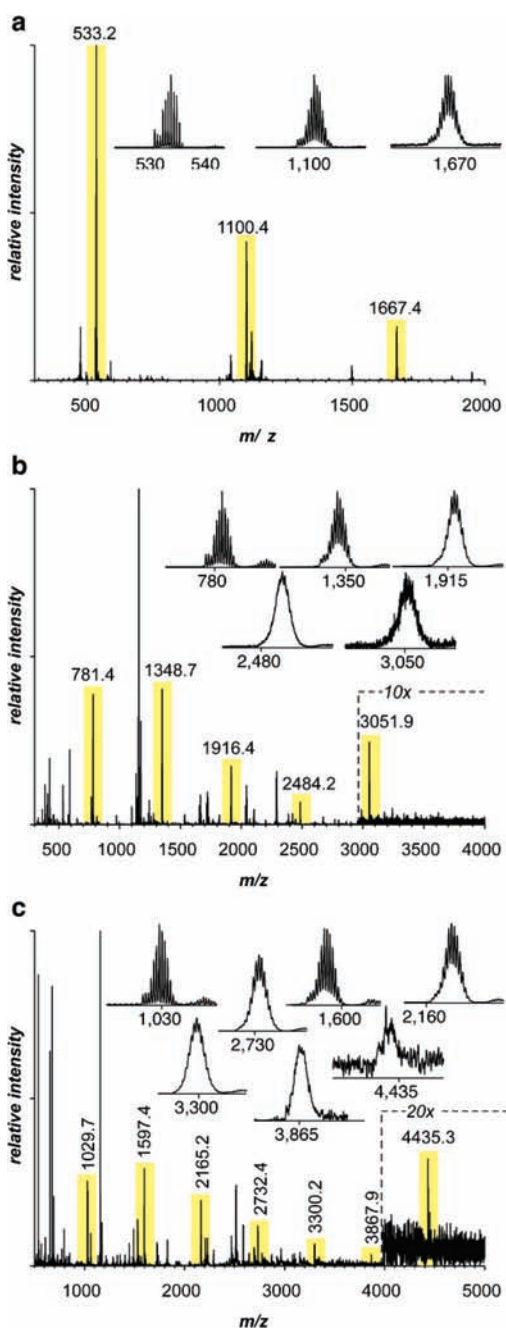 a
533.2
530 540
1,100
1,670
1100.4
1667.4
relative intensity
500 1000 1500 2000
m/ z
b
780
1,350
1,915
2,480
3,050
781.4
1348.7
1916.4
2484.2
10x
3051.9
relative intensity
500 1000 1500 2000 2500 3000 3500 4000
m/z
c
1,030
2,730
1,600
2,160
3,300
3,865
4,435
20x
1029.7
1597.4
2165.2
2732.4
3300.2
3867.9
4435.3
relative intensity
1000 2000 3000 4000 5000
m/z